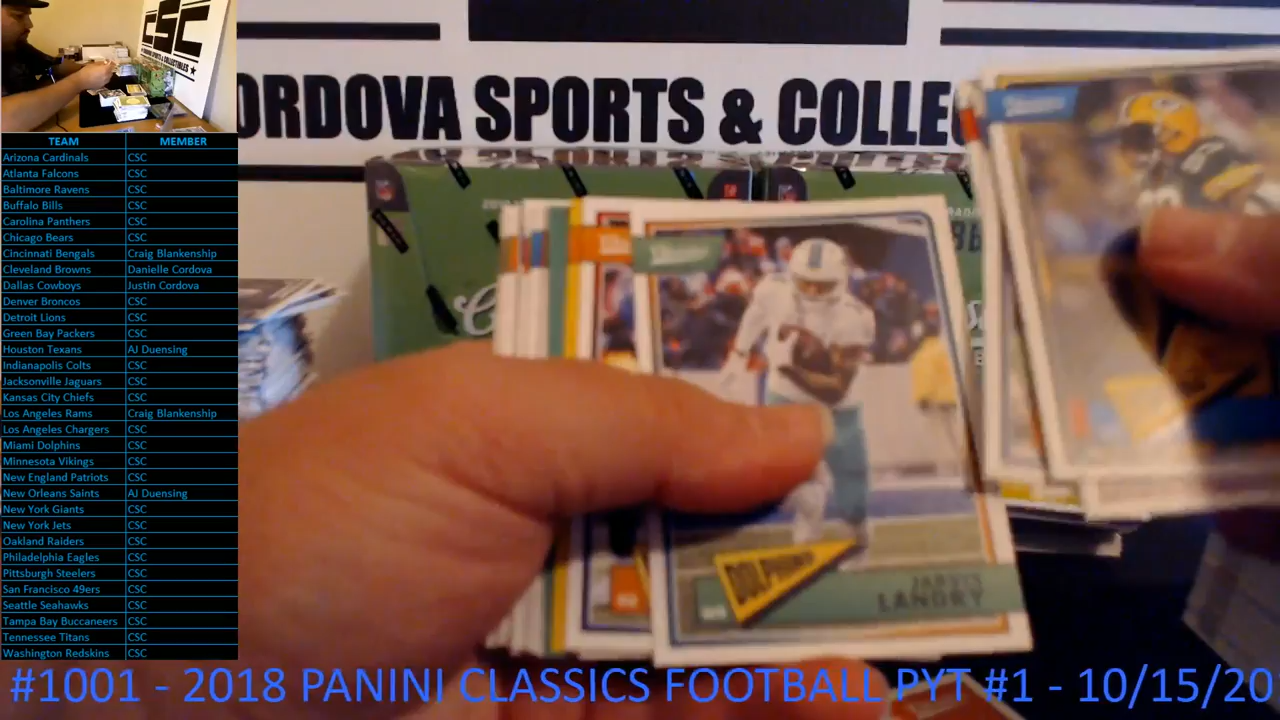 CSC
ORDOVA SPORTS & COLLEC
TEAM MEMBER
Arizona Cardinals CSC
Atlanta Falcons CSC
Baltimore Ravens CSC
Buffalo Bills CSC
Carolina Panthers CSC
Chicago Bears CSC
Cincinnati Bengals Craig Blankenship
Cleveland Browns Danielle Cordova
Dallas Cowboys Justin Cordova
Denver Broncos CSC
Detroit Lions CSC
Green Bay Packers CSC
Houston Texans AJ Duensing
Indianapolis Colts CSC
Jacksonville Jaguars CSC
Kansas City Chiefs CSC
Los Angeles Rams Craig Blankenship
Los Angeles Chargers CSC
Miami Dolphins CSC
Minnesota Vikings CSC
New England Patriots CSC
New Orleans Saints AJ Duensing
New York Giants CSC
New York Jets CSC
Oakland Raiders CSC
Philadelphia Eagles CSC
Pittsburgh Steelers CSC
San Francisco 49ers CSC
Seattle Seahawks CSC
Tampa Bay Buccaneers CSC
Tennessee Titans CSC
Washington Redskins CSC
JARVIS
LANDRY
#1001 - 2018 PANINI CLASSICS FOOTBALL PYT #1 - 10/15/20